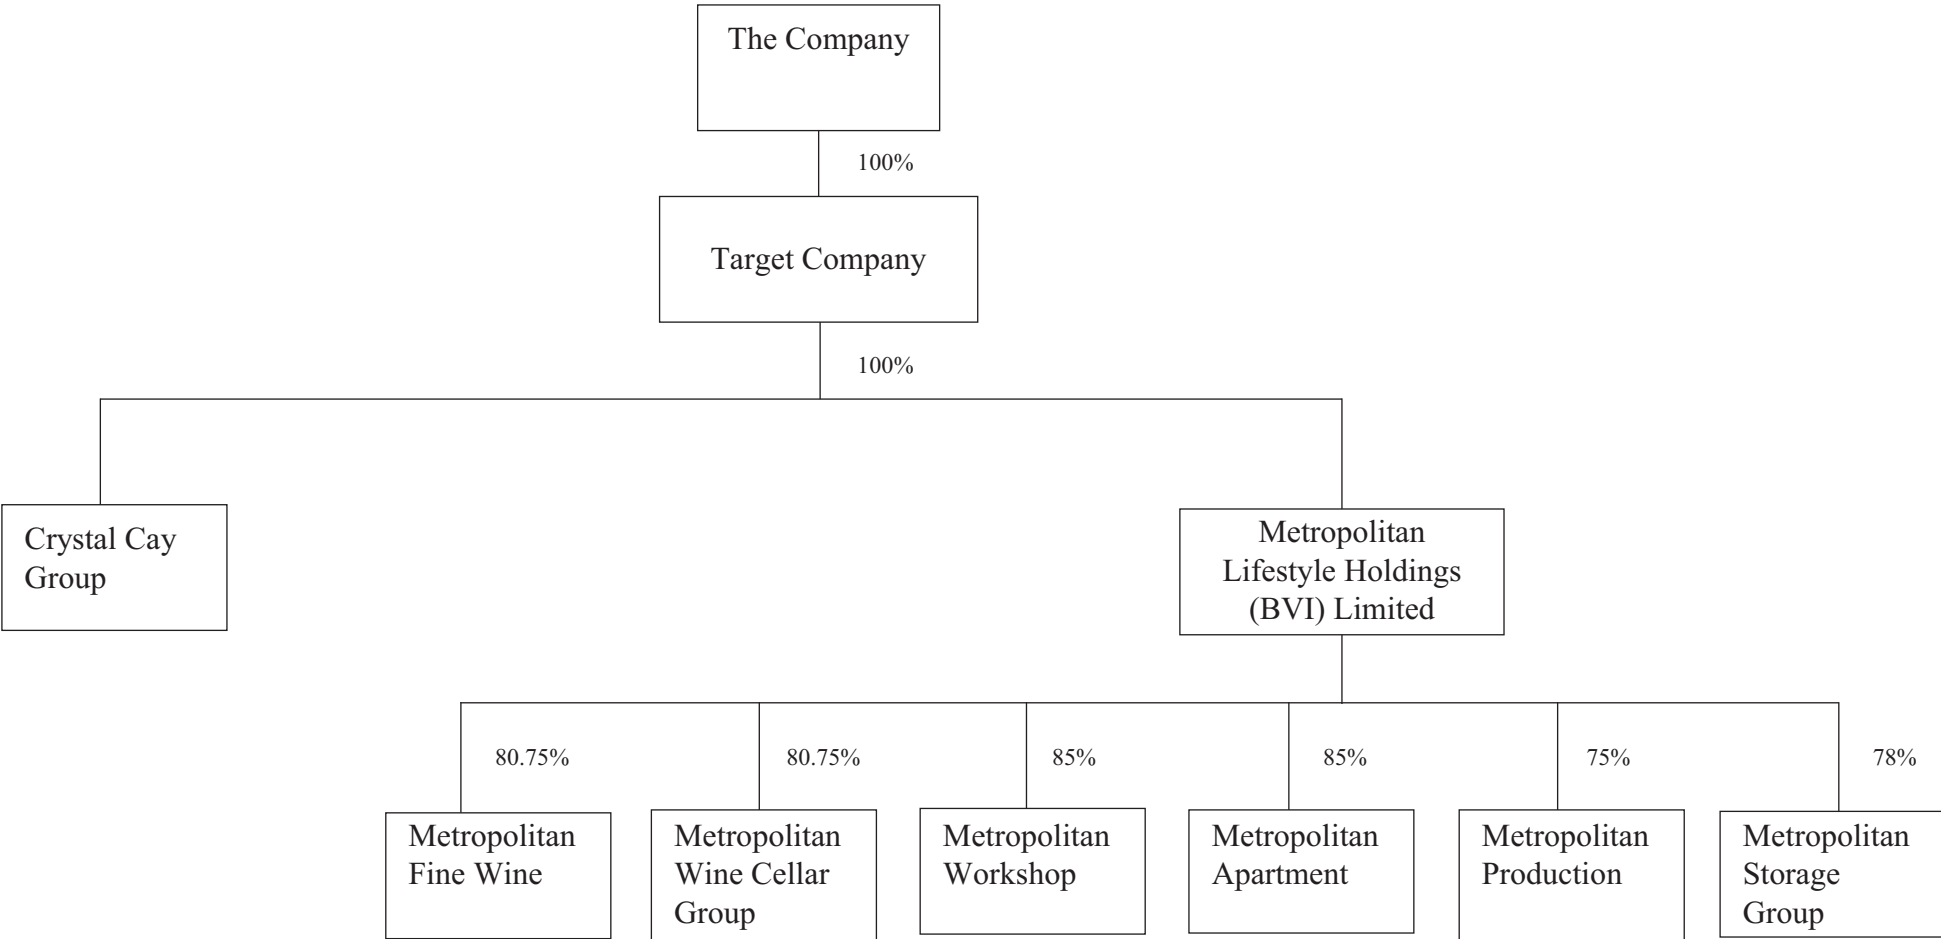 The Company
100%
Target Company
100%
Crystal Cay
Group
Metropolitan
Lifestyle Holdings
(BVI) Limited
80.75%
80.75%
85%
85%
75%
78%
Metropolitan
Fine Wine
Metropolitan
Wine Cellar
Group
Metropolitan
Workshop
Metropolitan
Apartment
Metropolitan
Production
Metropolitan
Storage
Group